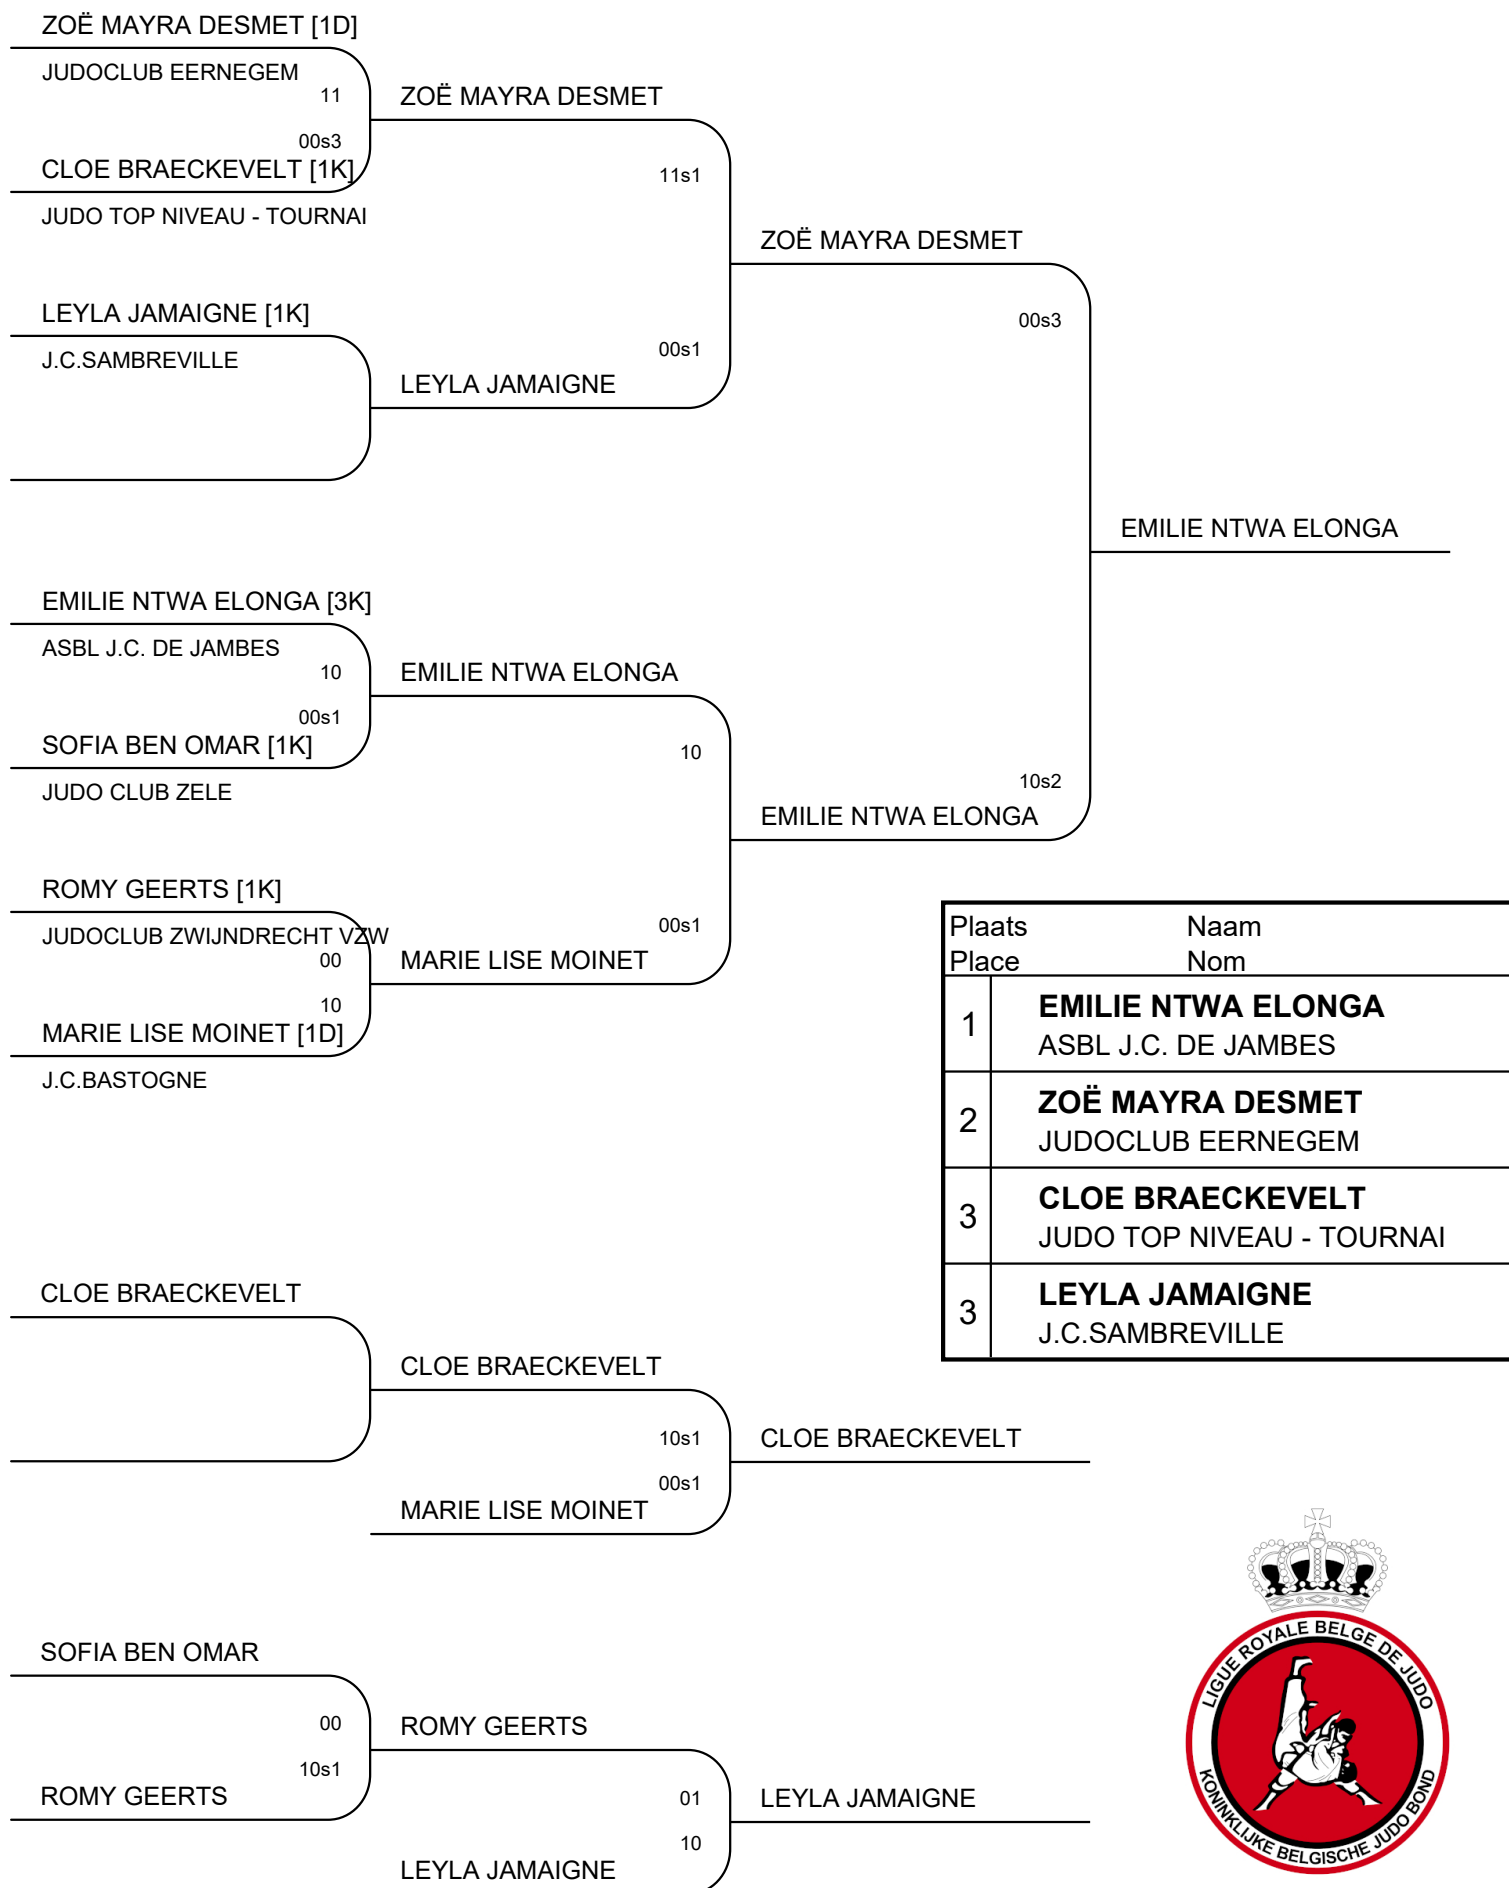 ZOË MAYRA DESMET [1D]
JUDOCLUB EERNEGEM
11
00s3
CLOE BRAECKEVELT [1K]
JUDO TOP NIVEAU - TOURNAI
ZOË MAYRA DESMET
11s1
00s1
LEYLA JAMAIGNE [1K]
J.C.SAMBREVILLE
LEYLA JAMAIGNE
ZOË MAYRA DESMET
00s3
10s2
EMILIE NTWA ELONGA
EMILIE NTWA ELONGA
EMILIE NTWA ELONGA [3K]
ASBL J.C. DE JAMBES
10
00s1
SOFIA BEN OMAR [1K]
JUDO CLUB ZELE
EMILIE NTWA ELONGA
10
00s1
MARIE LISE MOINET
ROMY GEERTS [1K]
JUDOCLUB ZWIJNDRECHT VZW
00
10
MARIE LISE MOINET [1D]
J.C.BASTOGNE
Plaats Naam
Place Nom
1 EMILIE NTWA ELONGA
ASBL J.C. DE JAMBES
2 ZOË MAYRA DESMET
JUDOCLUB EERNEGEM
3 CLOE BRAECKEVELT
JUDO TOP NIVEAU - TOURNAI
3 LEYLA JAMAIGNE
J.C.SAMBREVILLE
CLOE BRAECKEVELT
CLOE BRAECKEVELT
10s1
00s1
MARIE LISE MOINET
CLOE BRAECKEVELT
SOFIA BEN OMAR
00
10s1
ROMY GEERTS
ROMY GEERTS
01
10
LEYLA JAMAIGNE
LEYLA JAMAIGNE
LIGUE ROYALE BELGE DE JUDO
KONINKLIJKE BELGISCHE JUDO BOND